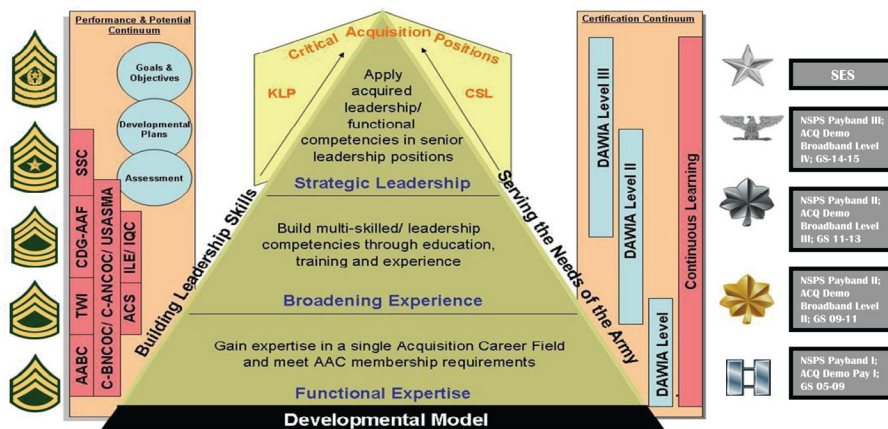 Performance & Potential
Continuum
Goals &
Objectives
Developmental
Plans
Assessment
SSC
CDG-AAF
TWI
AABC
C-BNCOC/ C-ANCOC/ USASMA
ILE/ IQC
ACS
Critical Acquisition Positions
KLP
CSL
Apply
acquired
leadership/
functional
competencies in senior
leadership positions
Strategic Leadership
Build multi-skilled/ leadership
competencies through education,
training and experience
Broadening Experience
Gain expertise in a single Acquisition Career Field
and meet AAC membership requirements
Functional Expertise
Developmental Model
Building Leadership Skills
Serving the Needs of the Army
Certification Continuum
DAWIA Level III
DAWIA Level II
DAWIA Level
Continuous Learning
SES
NSPS Payband III;
ACQ Demo
Broadband Level
IV; GS-14-15
NSPS Payband II;
ACQ Demo
Broadband Level
III; GS 11-13
NSPS Payband II;
ACQ Demo
Broadband Level
II; GS 09-11
NSPS Payband I;
ACQ Demo Pay I;
GS 05-09